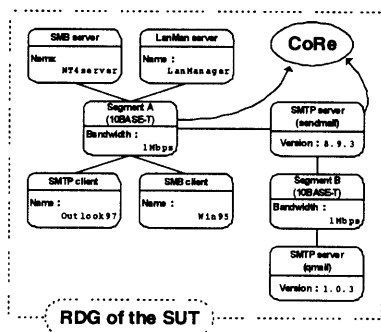 SMB server
Name:
NT4server
LanMan server
Name :
LanManager
CoRe
Segment A
(10BASE-T)
Bandwidth :
1Mbps
SMTP server
(sendmail)
Version : 8.9.3
SMTP client
Name :
Outlook97
SMB client
Name :
Win95
Segment B
(10BASE-T)
Bandwidth :
1Mbps
SMTP server
(qmail)
Version : 1.0.3
RDG of the SUT